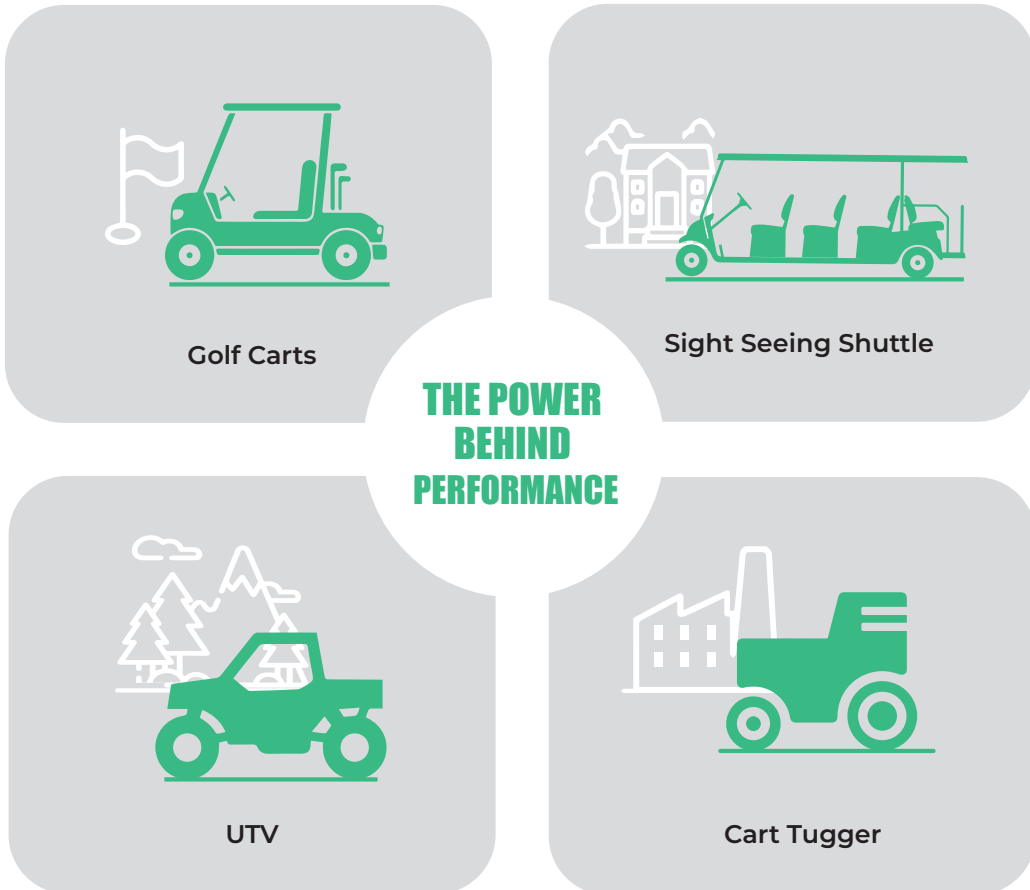 Golf Carts
Sight Seeing Shuttle
THE POWER
BEHIND
PERFORMANCE
UTV
Cart Tugger